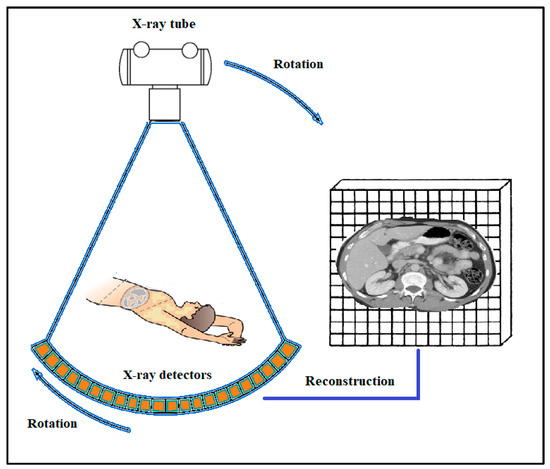 X-ray tube
Rotation
X-ray detectors
Reconstruction
Rotation